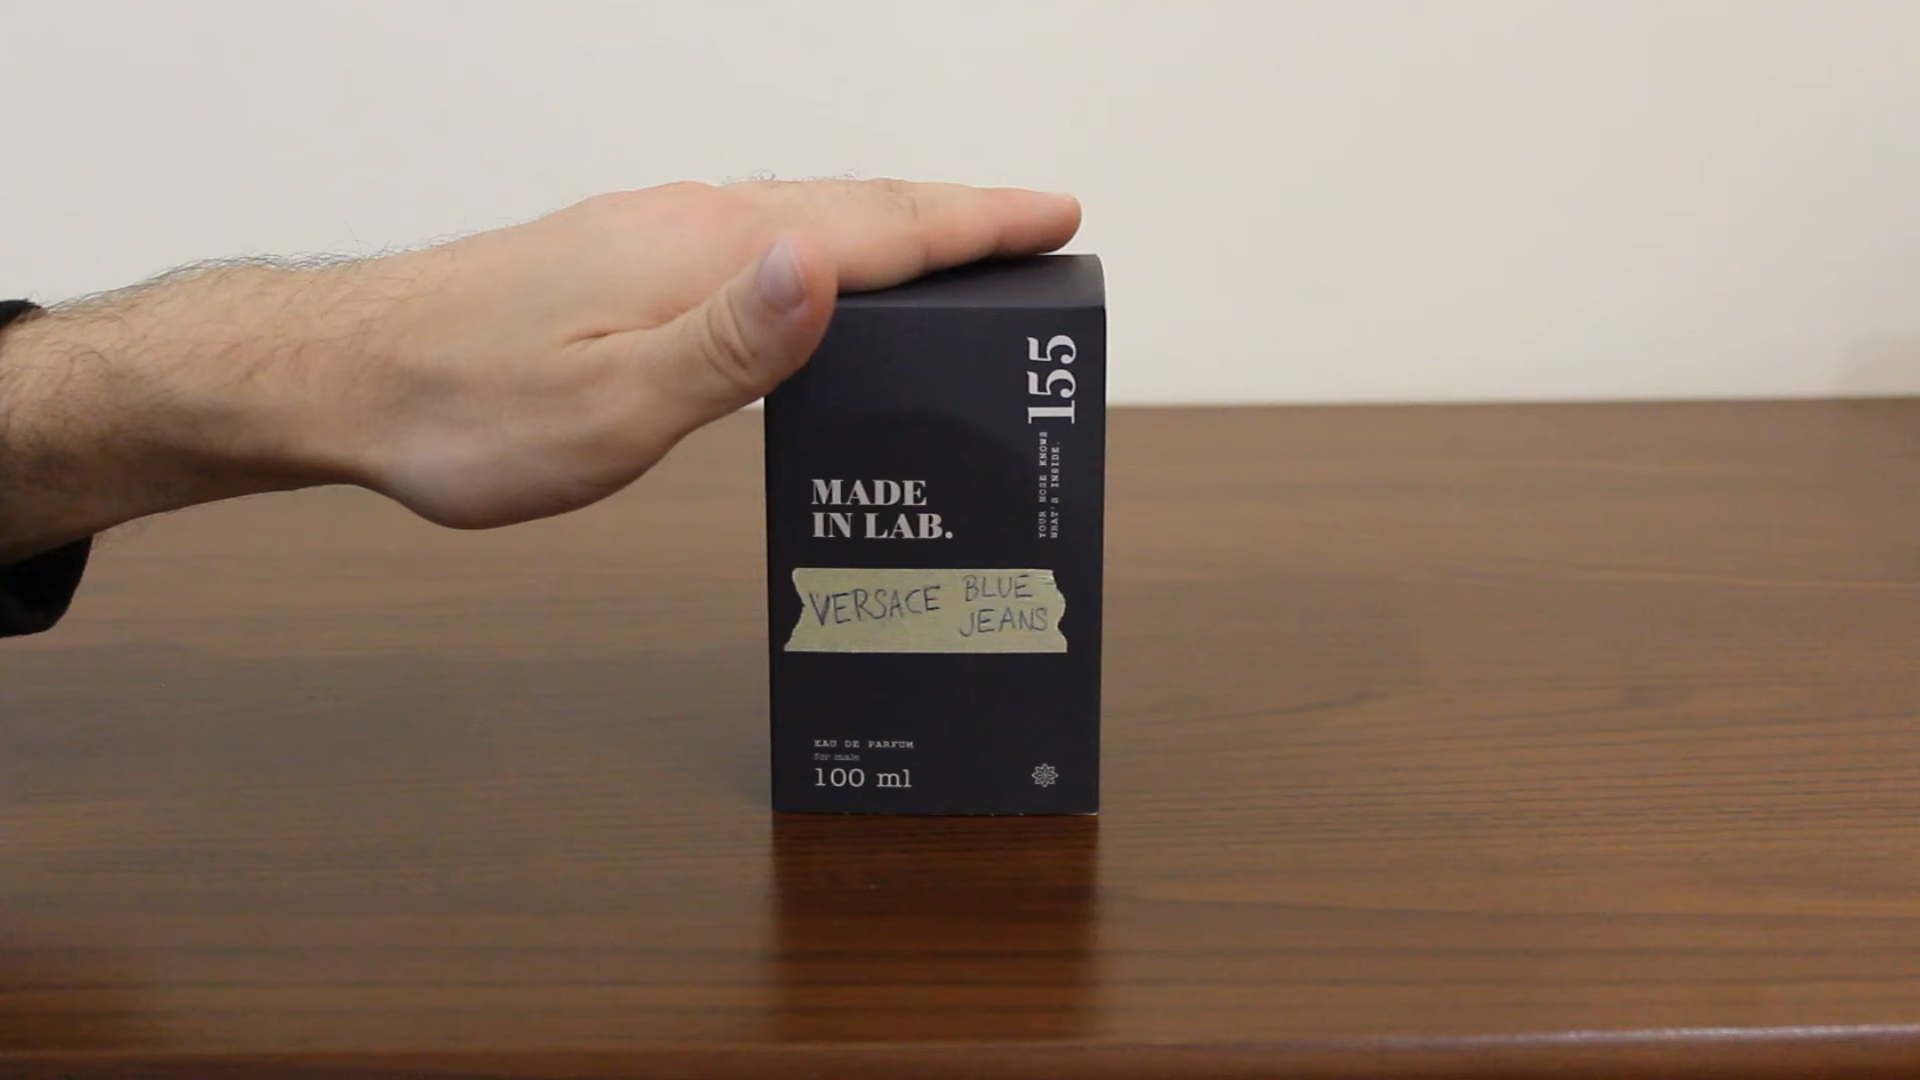 155
YOUR NOSE KNOWS
WHAT'S INSIDE.
MADE
IN LAB.
VERSACE BLUE
JEANS
EAU DE PARFUM
for male
100 ml